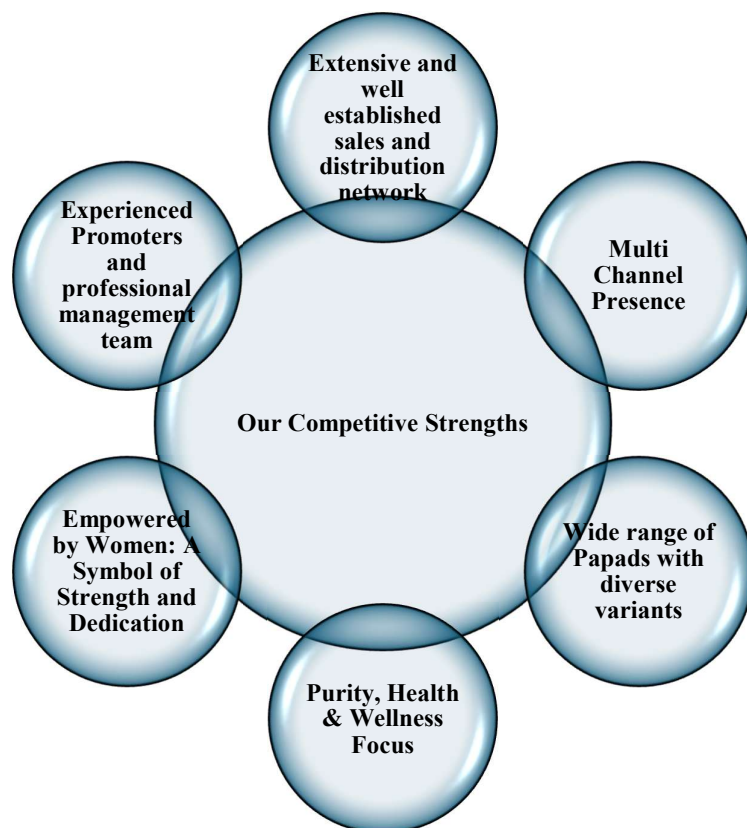 Extensive and
well
established
sales and
distribution
network
Multi
Channel
Presence
Wide range of
Papads with
diverse
variants
Purity, Health
& Wellness
Focus
Empowered
by Women: A
Symbol of
Strength and
Dedication
Experienced
Promoters
and
professional
management
team
Our Competitive Strengths